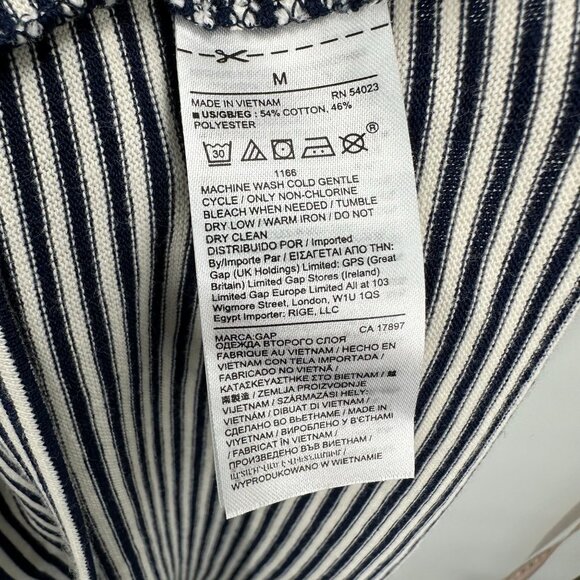 M
MADE IN VIETNAM RN 54023
■ US/GB/EG : 54% COTTON, 46%
POLYESTER
30
R
1166
MACHINE WASH COLD GENTLE
CYCLE / ONLY NON-CHLORINE
BLEACH WHEN NEEDED / TUMBLE
DRY LOW / WARM IRON / DO NOT
DRY CLEAN
DISTRIBUIDO POR / Imported
By/Importe Par / ΕΙΣΑΓΕΤΑΙ ΑΠΟ ΤΗΝ:
Gap (UK Holdings) Limited: GPS (Great
Britain) Limited Gap Stores (Ireland)
Limited Gap Europe Limited All at 103
Wigmore Street, London, W1U 1QS
Egypt Importer: RIGE, LLC
MARCA:GAP CA 17897
ОДЕЖДА ВТОРОГО СЛОЯ
FABRIQUE AU VIETNAM / HECHO EN
VIETNAM CON TELA IMPORTADA /
FABRICADO NO VIETNÃ /
ΚΑΤΑΣΚΕΥΑΣΤΗΚΕ ΣΤΟ ΒΙΕΤΝΑΜ / 越
南製造 / ZEMLJA PROIZVODNJE
VIJETNAM / SZÁRMAZÁSI HELY:
VIETNÁM / DIBUAT DI VIETNAM /
СДЕЛАНО ВО ВЬЕТНАМЕ / MAKAU
VIYETNAM / ВИРОБЛЕНО У В'ЄТНАМІ
/ FABRICAT ÎN VIETNAM /
ПРОИЗВЕДЕНО ВЪВ ВИЕТНАМ /
WYPRODUKOWANO W WIETNAMIE